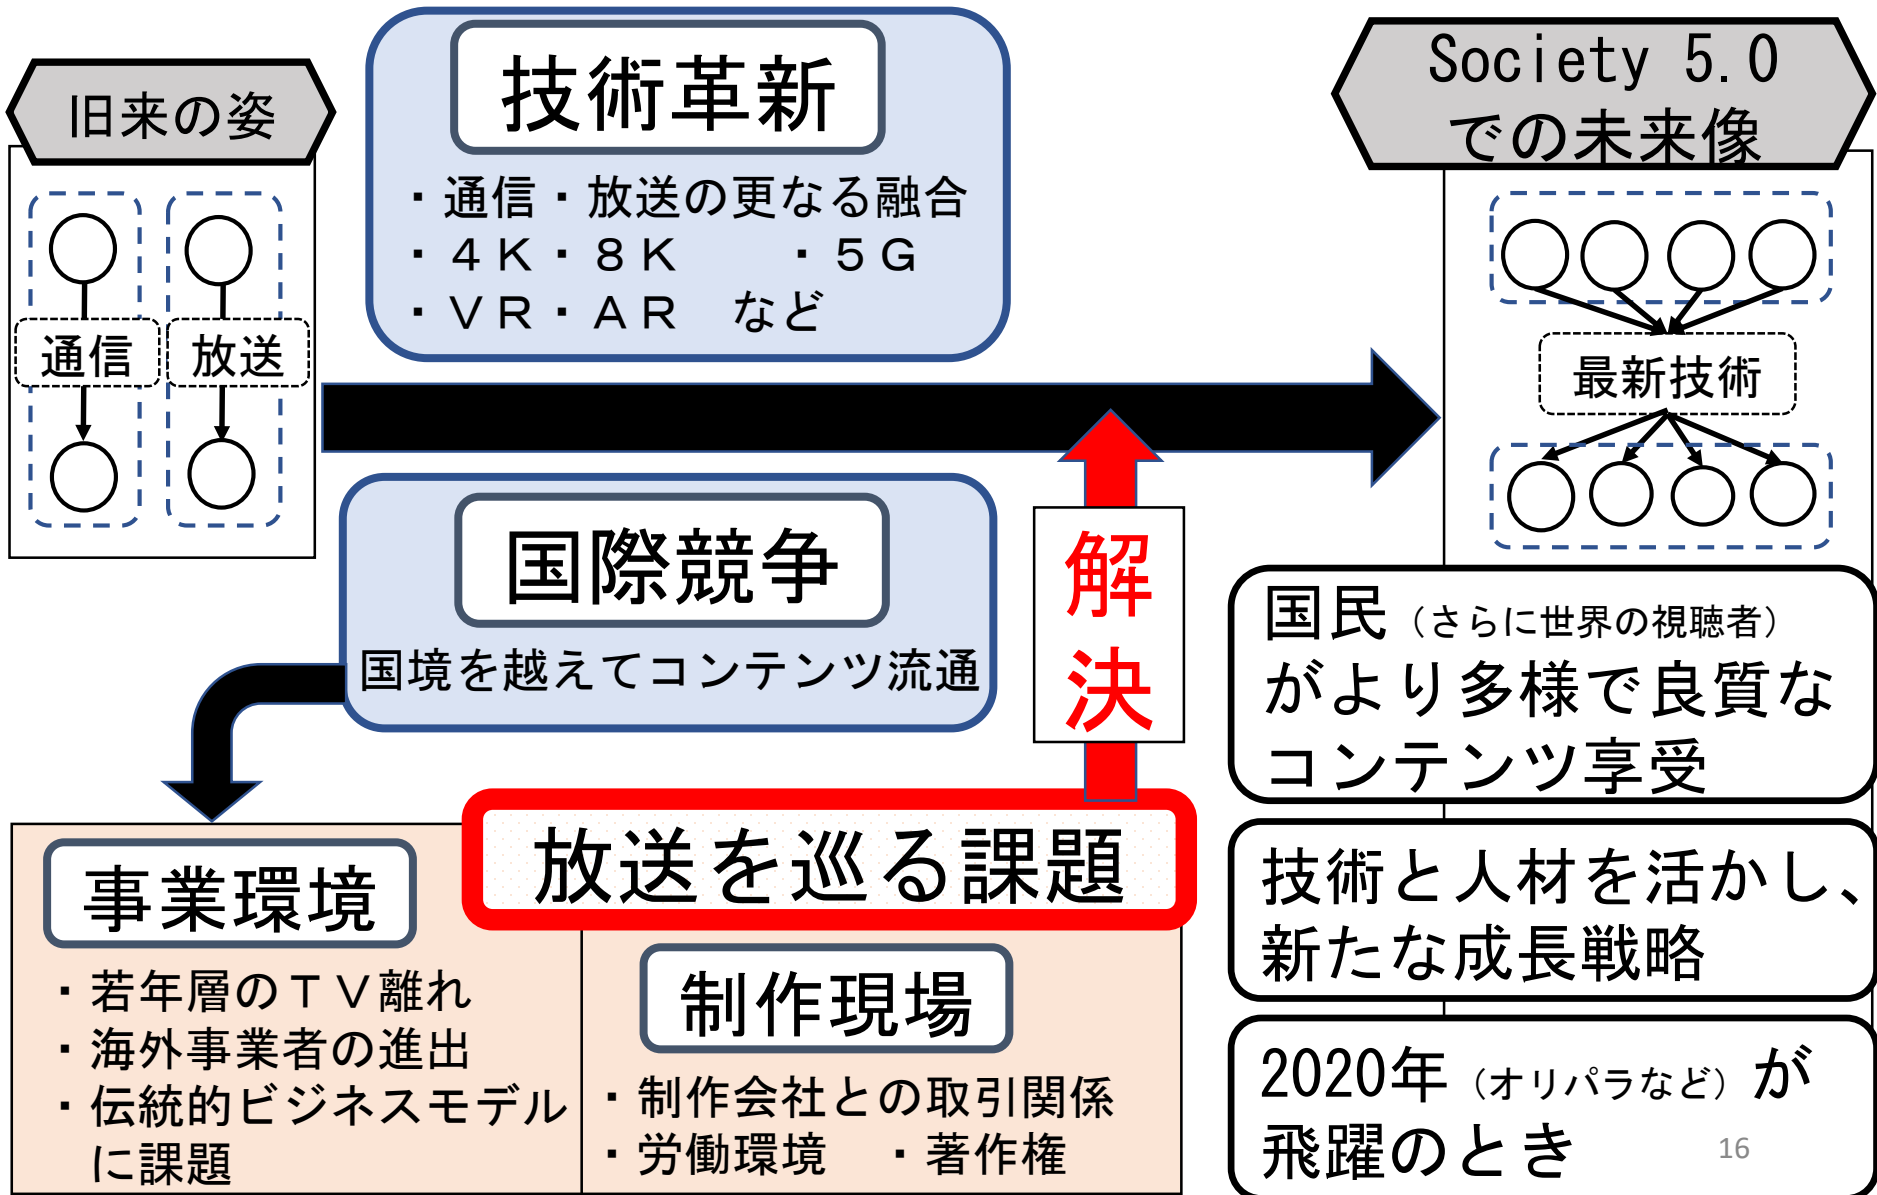 旧来の姿
通信
放送
技術革新
・通信・放送の更なる融合
・４Ｋ・８Ｋ　　・５Ｇ
・ＶＲ・ＡＲ　など
国際競争
国境を越えてコンテンツ流通
解
決
放送を巡る課題
事業環境
・若年層のＴＶ離れ
・海外事業者の進出
・伝統的ビジネスモデル
に課題
制作現場
・制作会社との取引関係
・労働環境　・著作権
Society 5.0
での未来像
最新技術
国民（さらに世界の視聴者）
がより多様で良質な
コンテンツ享受
技術と人材を活かし、
新たな成長戦略
2020年（オリパラなど）が
飛躍のとき
16